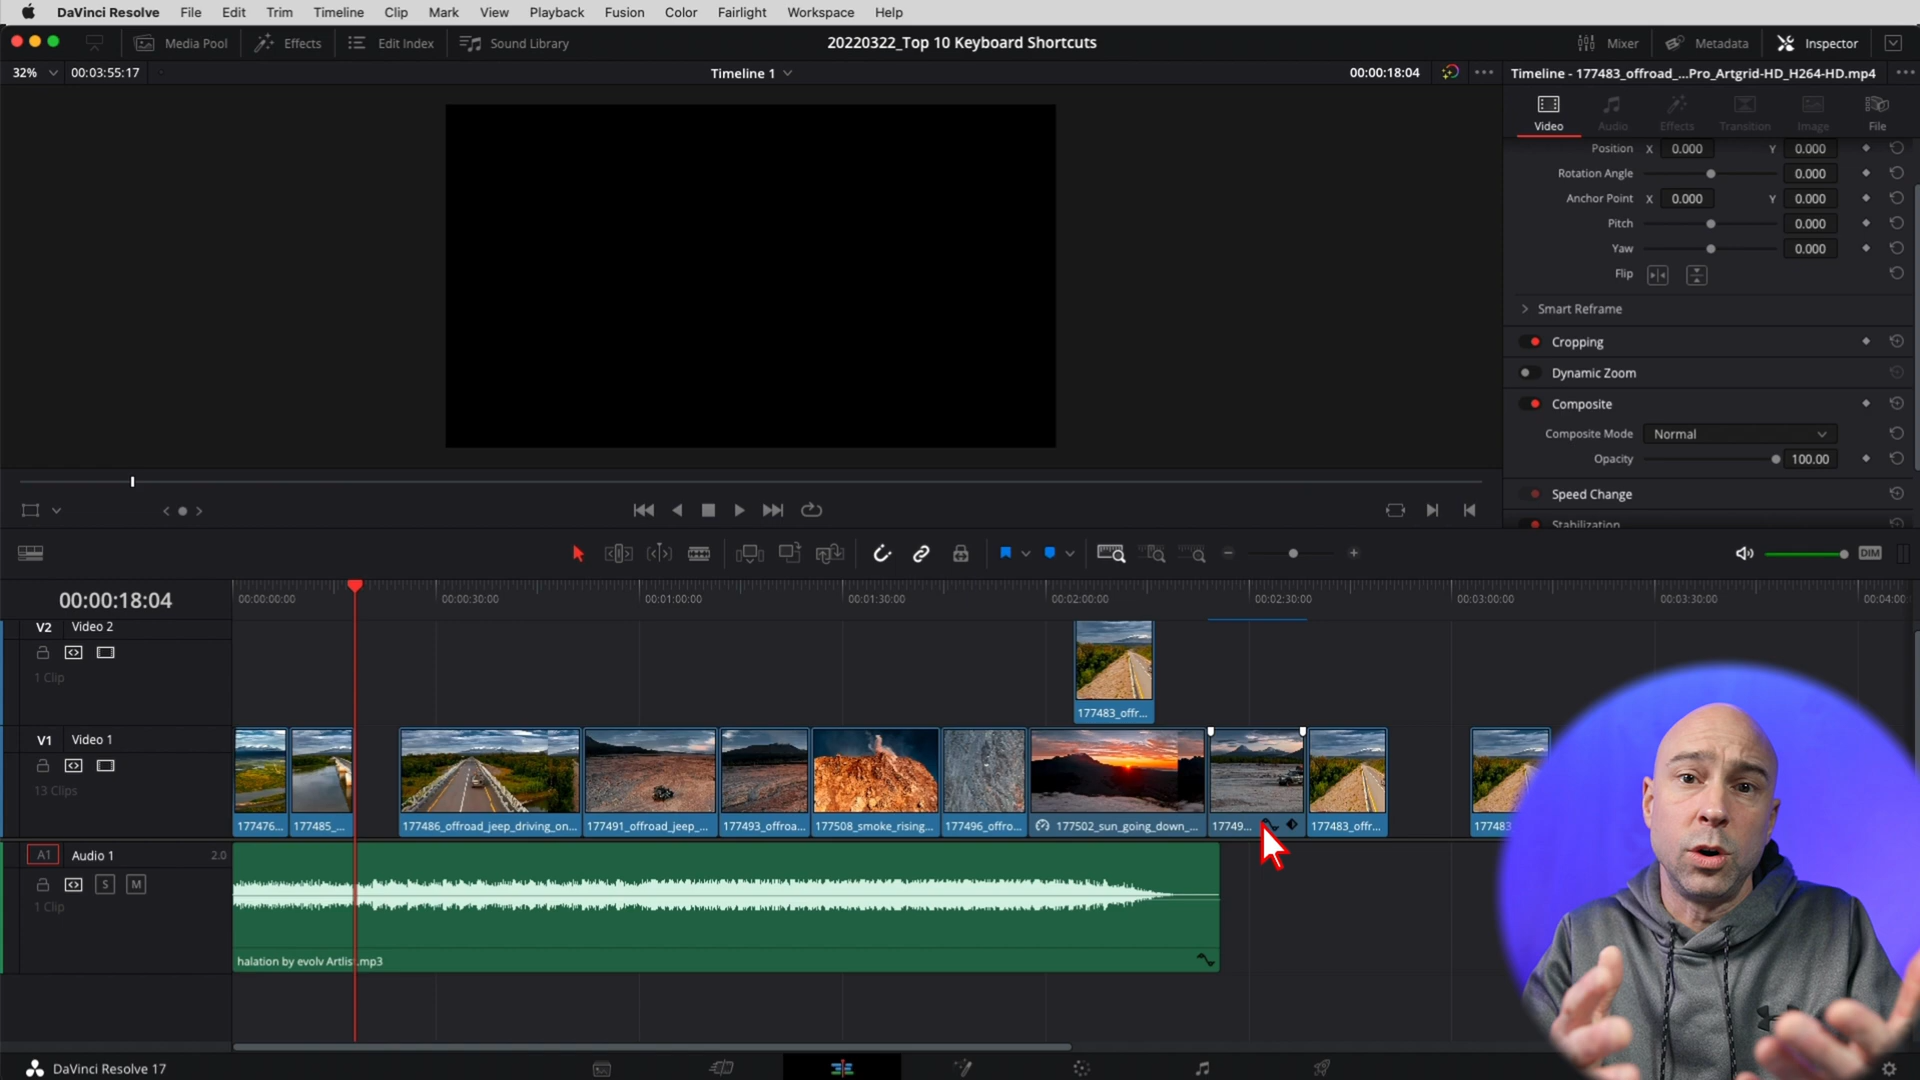 DaVinci Resolve File Edit Trim Timeline Clip Mark View Playback Fusion Color Fairlight Workspace Help
Media Pool Effects Edit Index Sound Library 20220322_Top 10 Keyboard Shortcuts Mixer Metadata Inspector
32% 00:03:55:17 Timeline 1 00:00:18:04 Timeline - 177483_offroad_...Pro_Artgrid-HD_H264-HD.mp4
Video Audio Effects Transition Image File
Position X 0.000 Y 0.000
Rotation Angle 0.000
Anchor Point X 0.000 Y 0.000
Pitch 0.000
Yaw 0.000
Flip
Smart Reframe
Cropping
Dynamic Zoom
Composite
Composite Mode Normal
Opacity 100.00
Speed Change
Stabilization
DIM
00:00:18:04 00:00:00:00 00:00:30:00 00:01:00:00 00:01:30:00 00:02:00:00 00:02:30:00 00:03:00:00 00:03:30:00 00:04:00:
V2 Video 2
1 Clip
177483_offr...
V1 Video 1
13 Clips
177476... 177485_... 177486_offroad_jeep_driving_on... 177491_offroad_jeep_... 177493_offroa... 177508_smoke_rising... 177496_offro... 177502_sun_going_down_... 17749... 177483_offr... 177483
A1 Audio 1 2.0
S M
1 Clip
halation by evolv Artlist.mp3
DaVinci Resolve 17